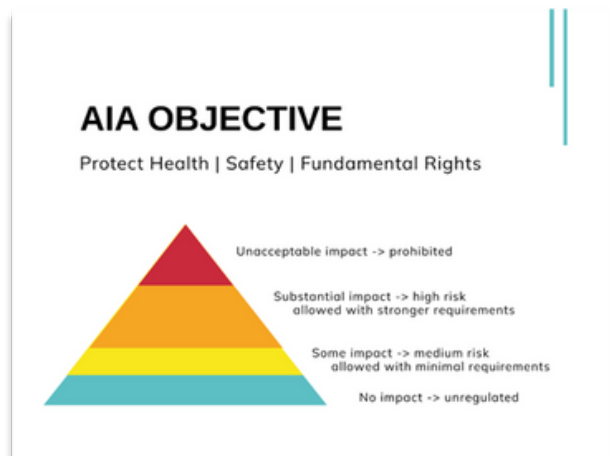 AIA OBJECTIVE
Protect Health | Safety | Fundamental Rights
Unacceptable impact -> prohibited
Substantial impact -> high risk
allowed with stronger requirements
Some impact -> medium risk
allowed with minimal requirements
No impact -> unregulated